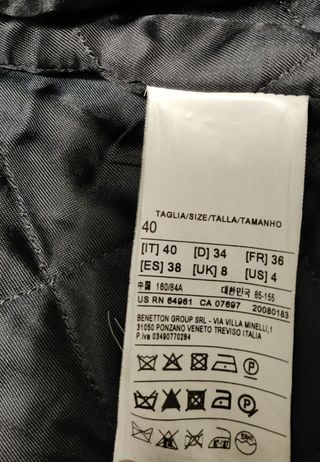 TAGLIA/SIZE/TALLA/TAMANHO
40
[IT] 40 [D] 34 [FR] 36
[ES] 38 [UK] 8 [US] 4
中国 160/84A 대한민국 85-155
US RN 64961 CA 07697 20080183
BENETTON GROUP SRL - VIA VILLA MINELLI,1
31050 PONZANO VENETO TREVISO ITALIA
P.iva 03490770264
P
P